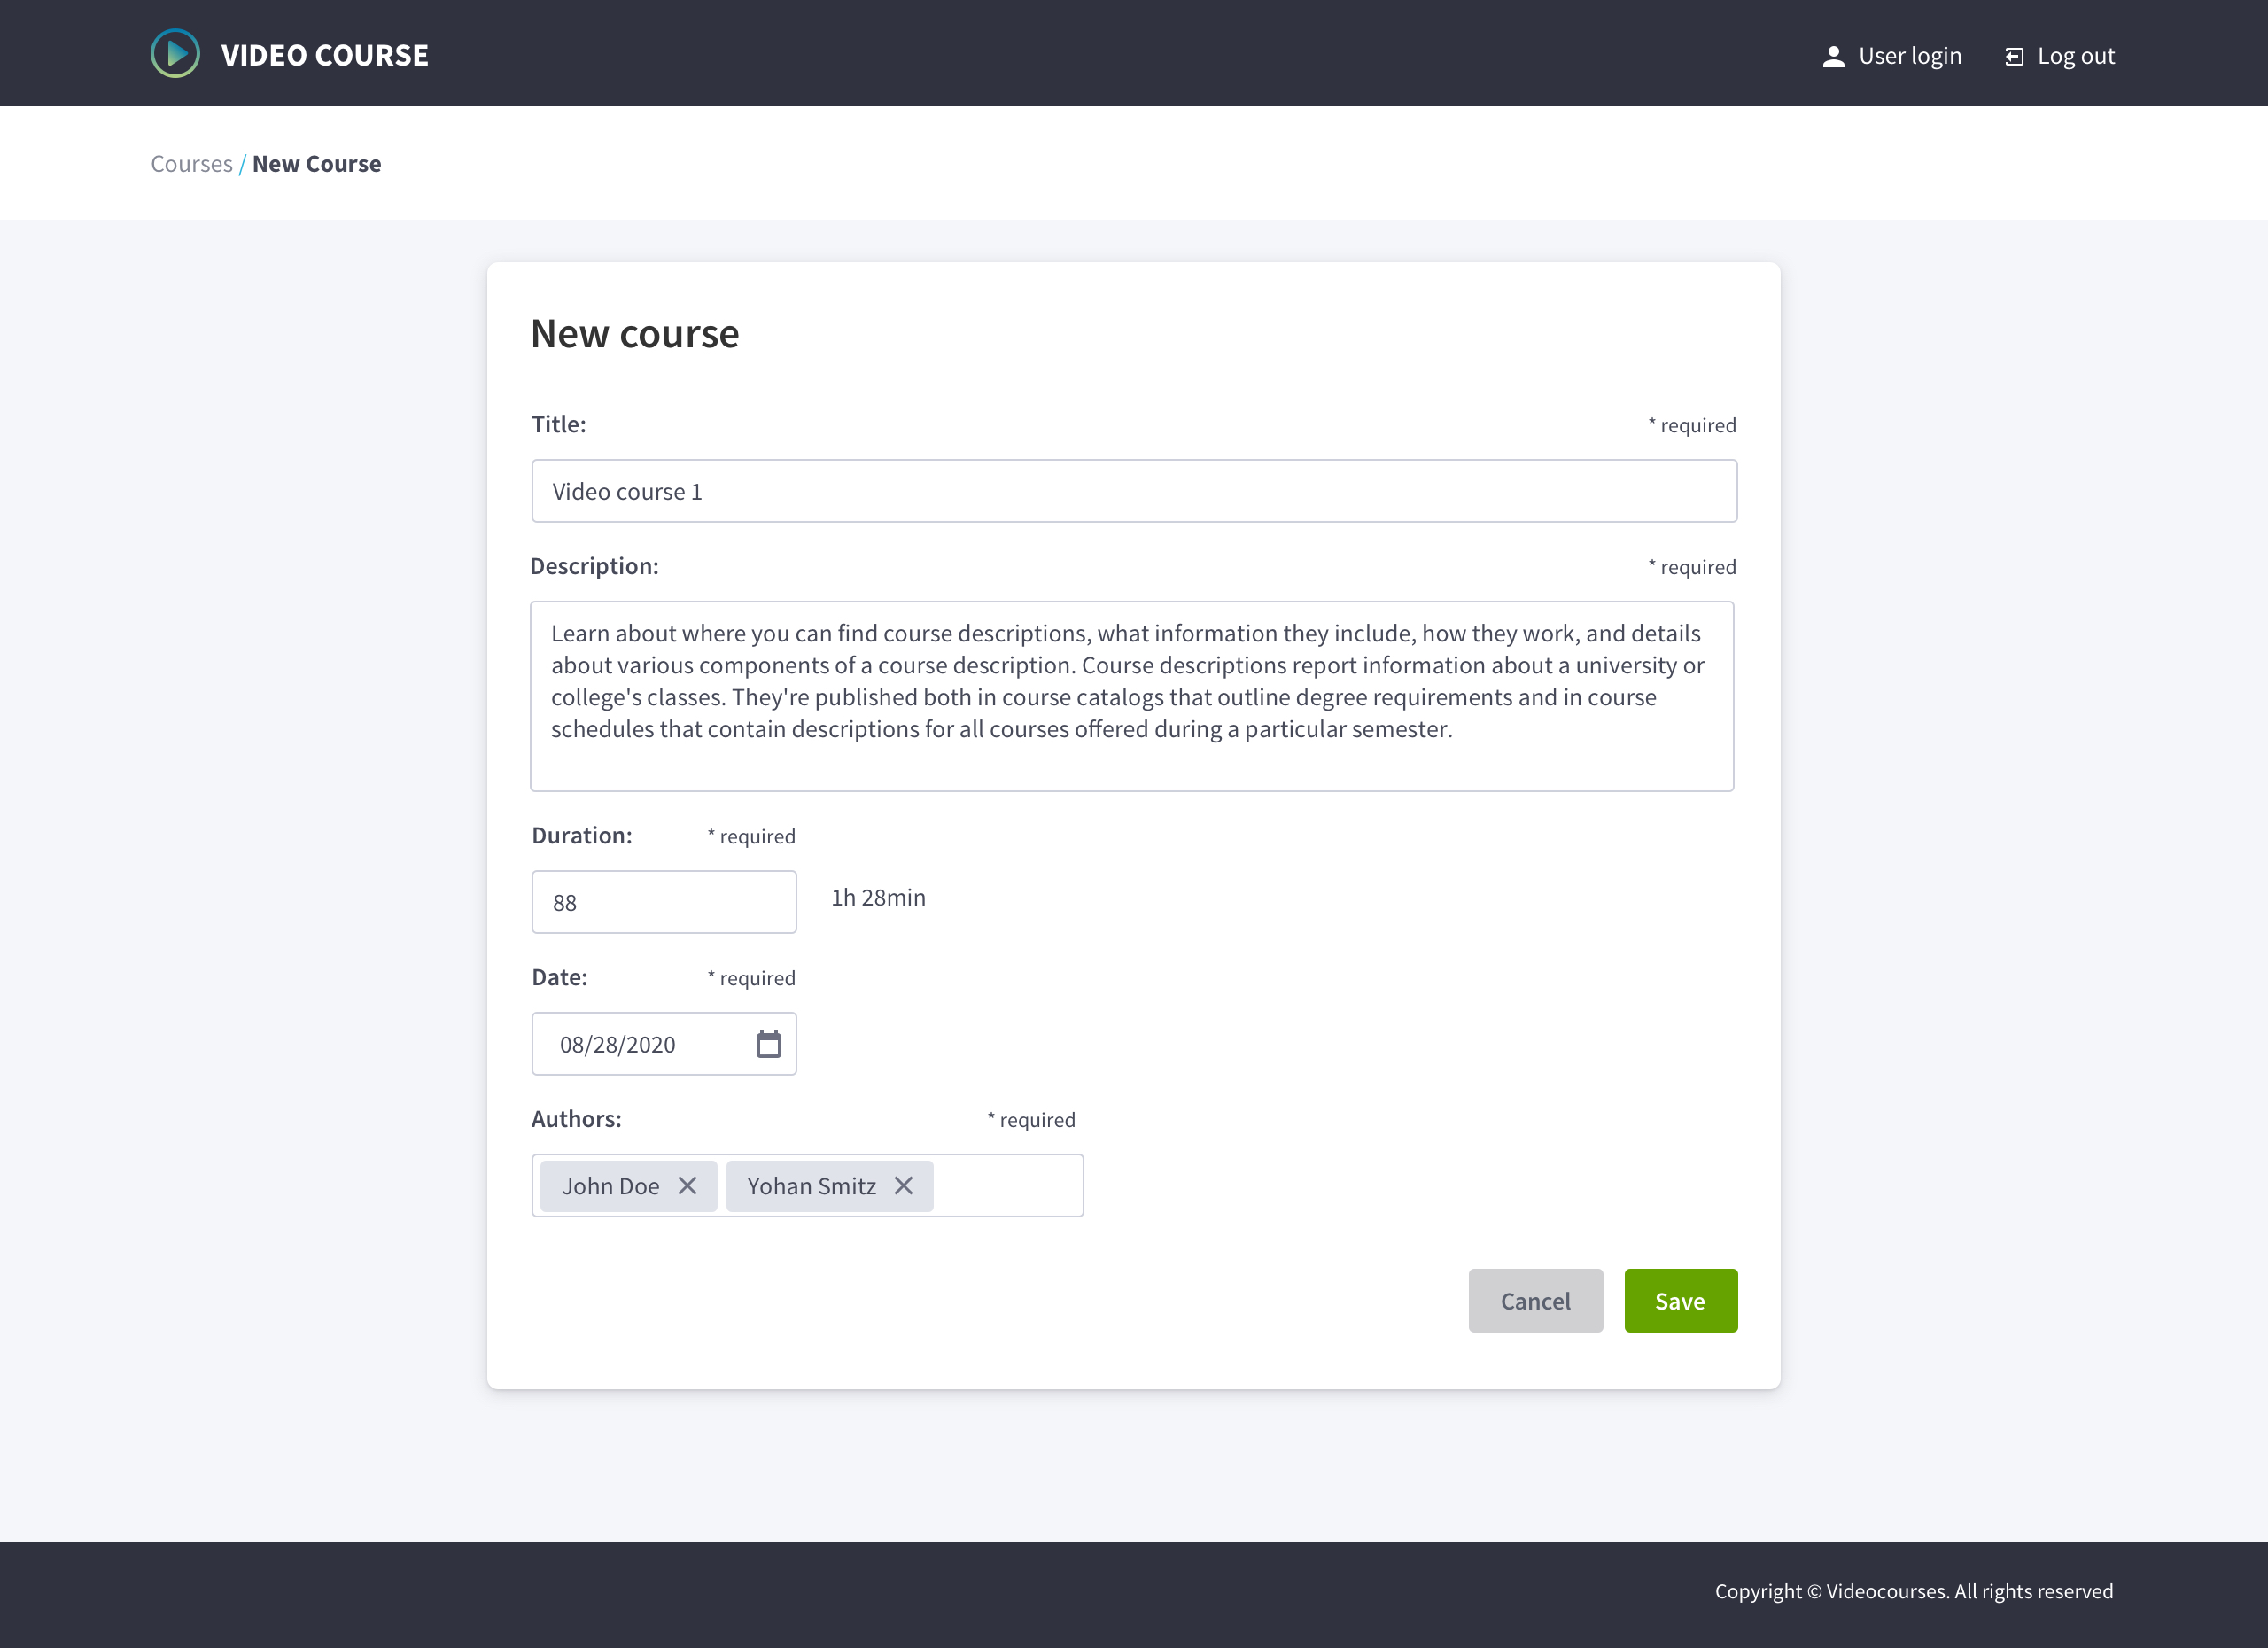 VIDEO COURSE
User login
Log out
Courses / New Course
New course
Title:
* required
Video course 1
Description:
* required
Learn about where you can find course descriptions, what information they include, how they work, and details
about various components of a course description. Course descriptions report information about a university or
college's classes. They're published both in course catalogs that outline degree requirements and in course
schedules that contain descriptions for all courses offered during a particular semester.
Duration:
* required
88
1h 28min
Date:
* required
08/28/2020
Authors:
* required
John Doe
Yohan Smitz
Cancel
Save
Copyright © Videocourses. All rights reserved